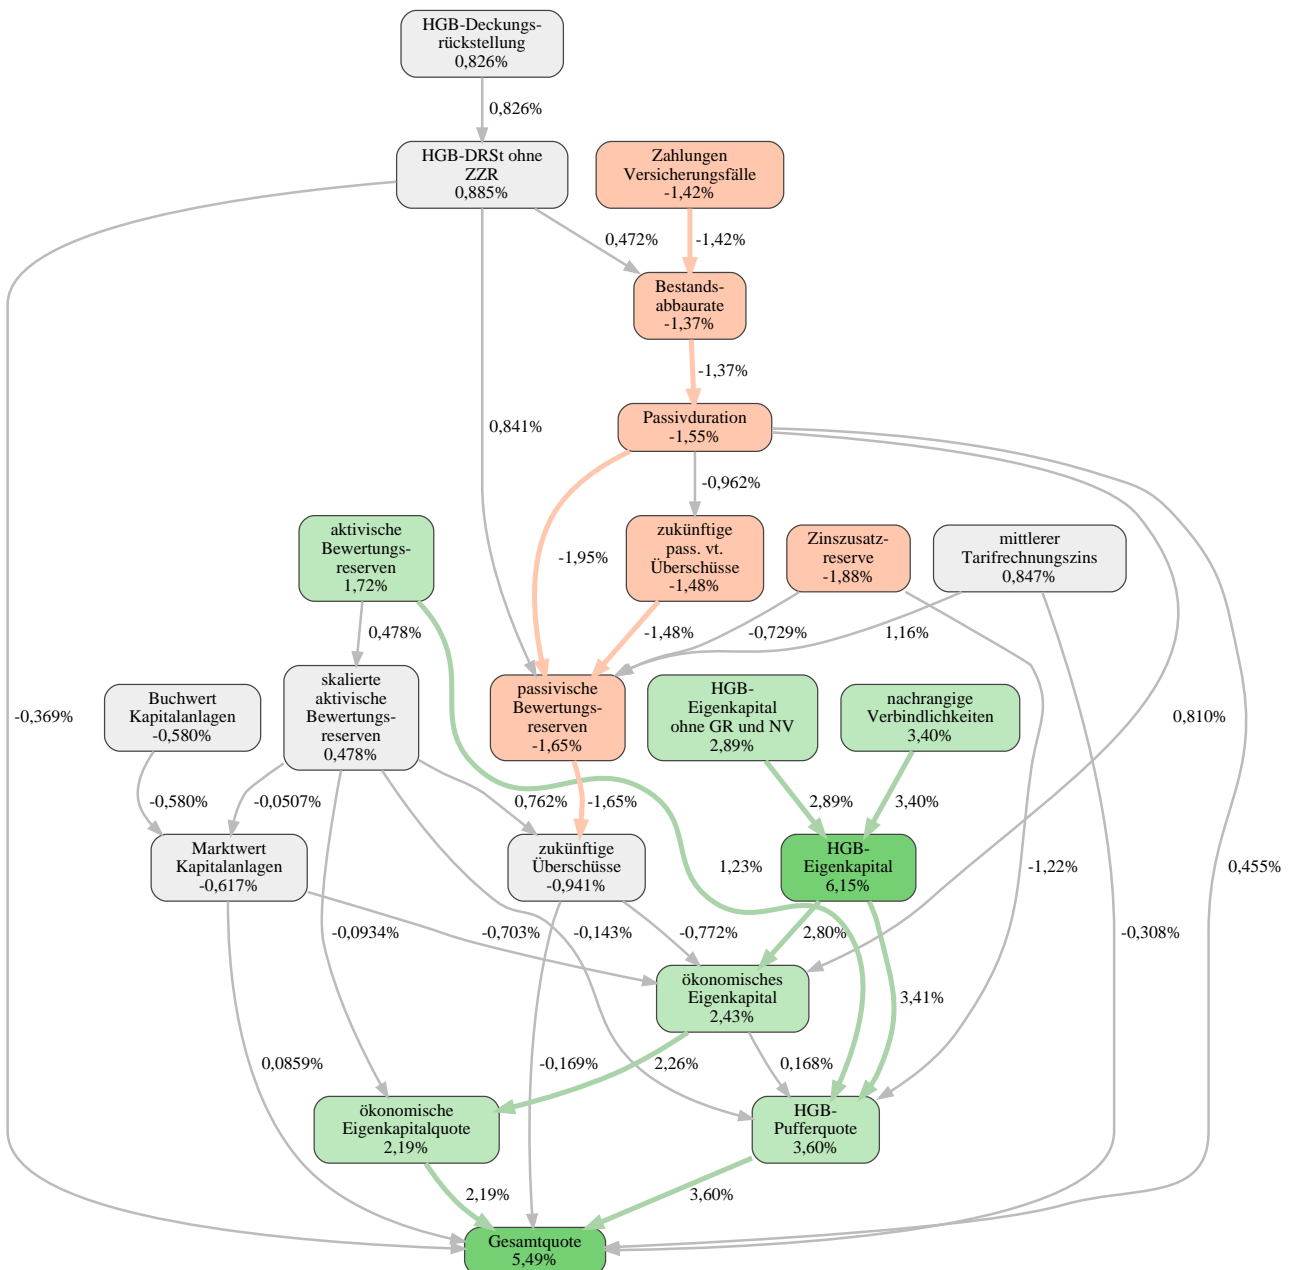 HGB-Deckungs-
rückstellung
0,826%
0,826%
HGB-DRSt ohne
ZZR
0,885%
Zahlungen
Versicherungsfälle
-1,42%
0,472%
-1,42%
Bestands-
abbaurate
-1,37%
-1,37%
Passivduration
-1,55%
0,841%
-0,962%
aktivische
Bewertungs-
reserven
1,72%
-1,95%
zukünftige
pass. vt.
Überschüsse
-1,48%
Zinszusatz-
reserve
-1,88%
mittlerer
Tarifrechnungszins
0,847%
0,478%
-1,48%
-0,729%
1,16%
Buchwert
Kapitalanlagen
-0,580%
skalierte
aktivische
Bewertungs-
reserven
0,478%
passivische
Bewertungs-
reserven
-1,65%
HGB-
Eigenkapital
ohne GR und NV
2,89%
nachrangige
Verbindlichkeiten
3,40%
-0,369%
0,810%
-0,580%
-0,0507%
0,762%
-1,65%
2,89%
3,40%
Marktwert
Kapitalanlagen
-0,617%
zukünftige
Überschüsse
-0,941%
1,23%
HGB-
Eigenkapital
6,15%
-1,22%
0,455%
-0,0934%
-0,703%
-0,143%
-0,772%
2,80%
-0,308%
ökonomisches
Eigenkapital
2,43%
3,41%
0,0859%
-0,169%
2,26%
0,168%
ökonomische
Eigenkapitalquote
2,19%
HGB-
Pufferquote
3,60%
2,19%
3,60%
Gesamtquote
5,49%